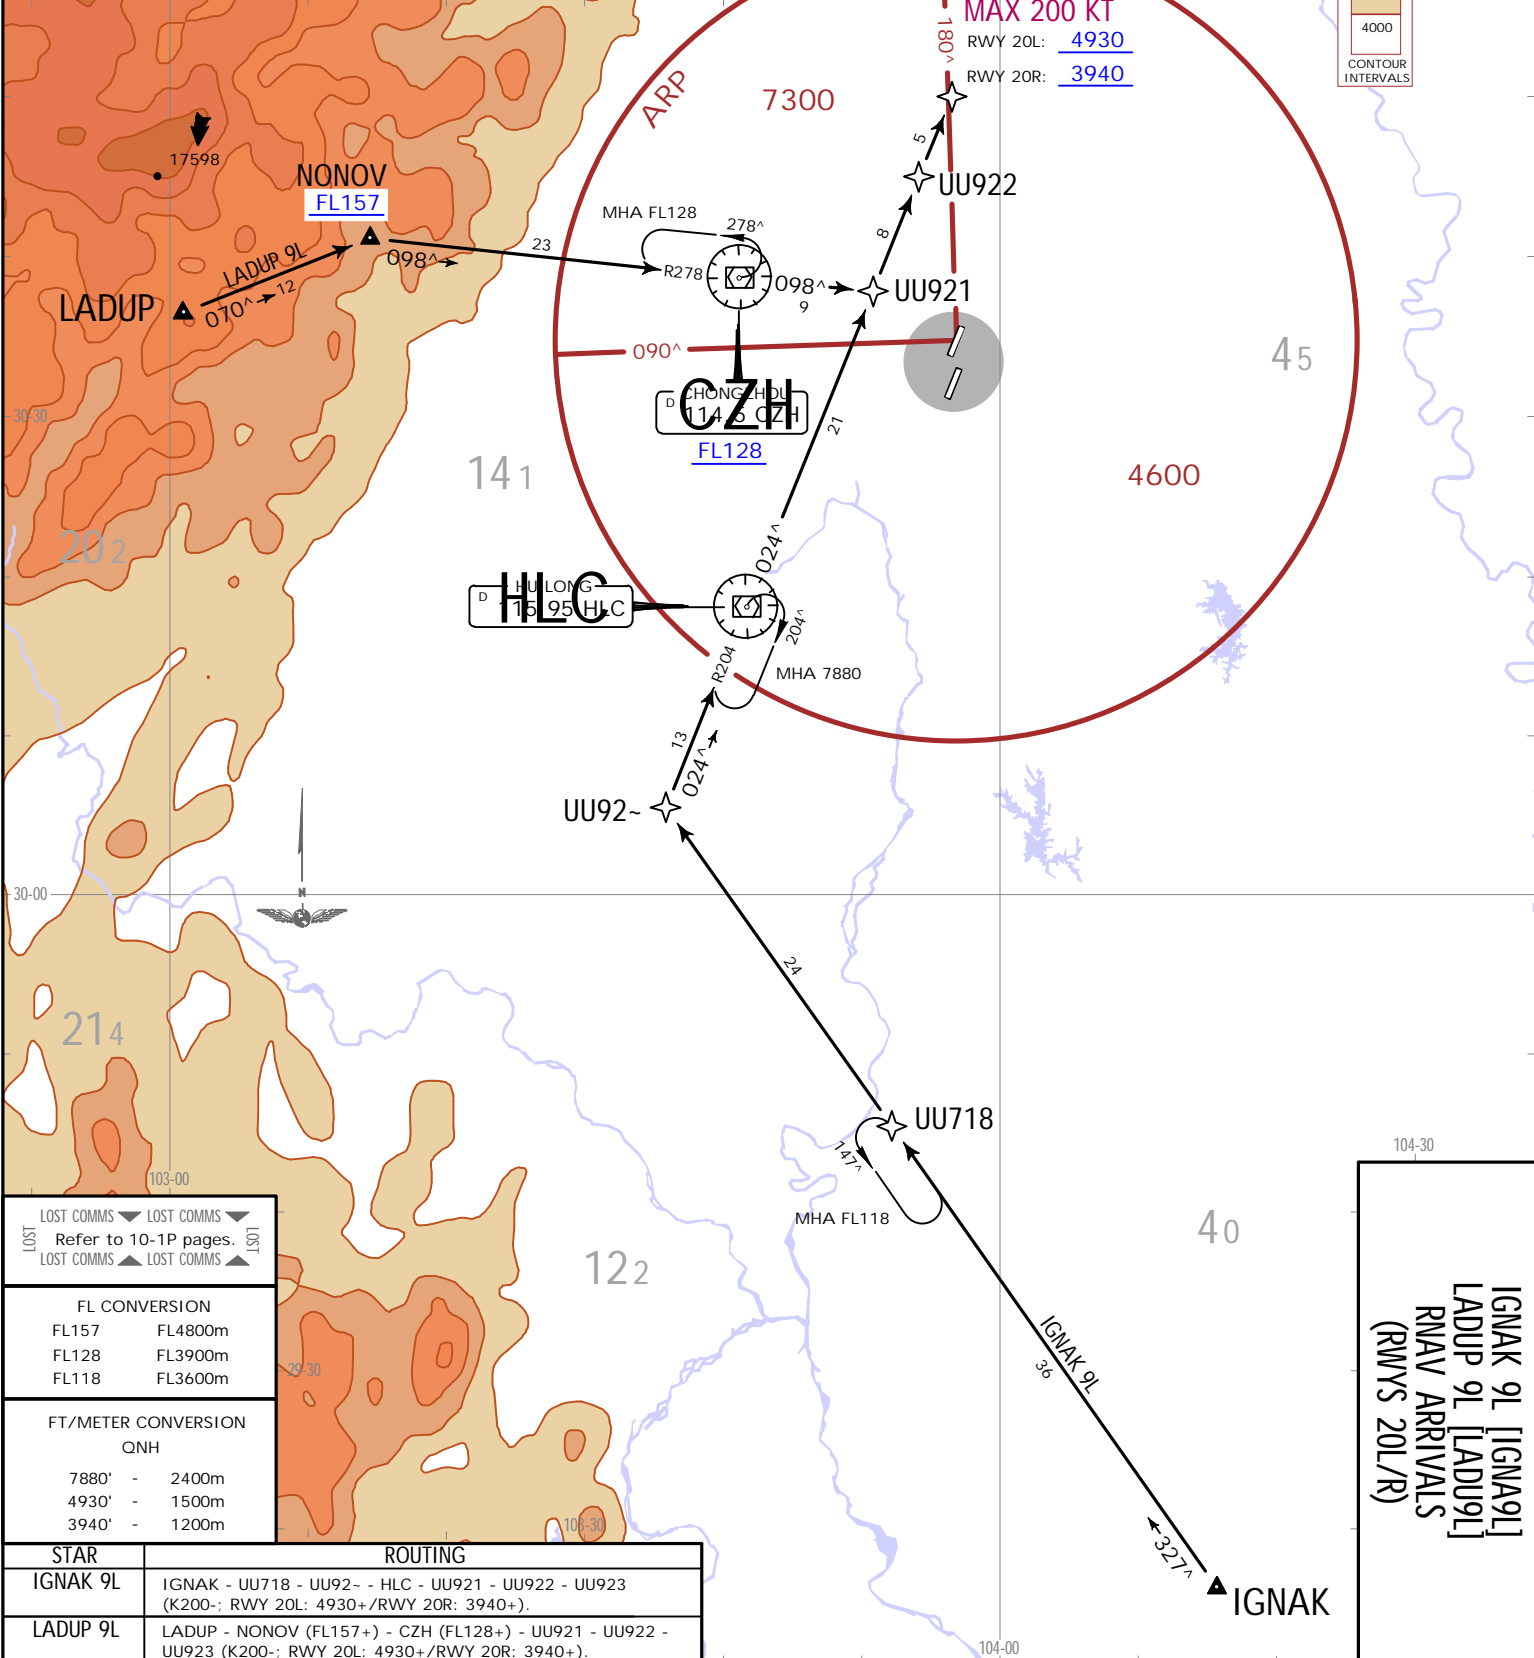 MAX 200 KT
RWY 20L: 4930
RWY 20R: 3940
180^
4000
CONTOUR
INTERVALS
ARP
7300
5
17598
NONOV
FL157
UU922
MHA FL128
278^
8
23
LADUP 9L
098^
R278
098^
9
UU921
LADUP
070^
12
090^
45
CHONGZHOU
D
114.6 CZH
CZH
FL128
21
30-30
141
4600
202
024^
HUILONG
D
115.95 HLC
HLC
204^
R204
MHA 7880
13
024^
UU92~
30-00
N
24
214
UU718
147^
MHA FL118
104-30
103-00
40
122
LOST COMMS LOST COMMS
LOST
Refer to 10-1P pages.
LOST
LOST COMMS LOST COMMS
FL CONVERSION
FL157 FL4800m
FL128 FL3900m
FL118 FL3600m
29-30
IGNAK 9L
36
IGNAK 9L [IGNA9L]
LADUP 9L [LADU9L]
RNAV ARRIVALS
(RWYS 20L/R)
FT/METER CONVERSION
QNH
7880' - 2400m
4930' - 1500m
3940' - 1200m
103-30
327^
IGNAK
104-00
STAR ROUTING
IGNAK 9L IGNAK - UU718 - UU92~ - HLC - UU921 - UU922 - UU923
(K200-; RWY 20L: 4930+/RWY 20R: 3940+).
LADUP 9L LADUP - NONOV (FL157+) - CZH (FL128+) - UU921 - UU922 -
UU923 (K200-; RWY 20L: 4930+/RWY 20R: 3940+).